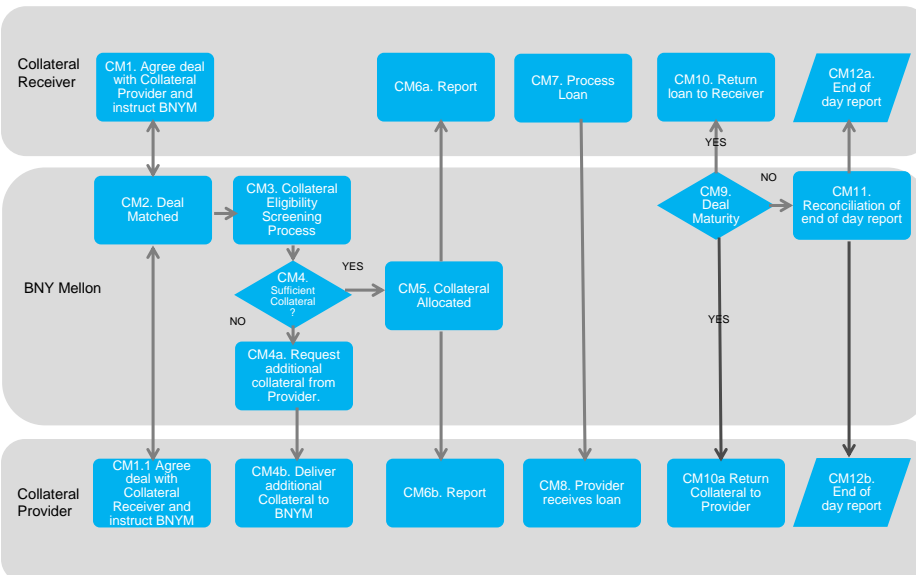 Collateral
Receiver
CM1. Agree deal
with Collateral
Provider and
instruct BNYM
CM6a. Report
CM7. Process
Loan
CM10. Return
loan to Receiver
CM12a.
End of
day report
YES
BNY Mellon
CM2. Deal
Matched
CM3. Collateral
Eligibility
Screening
Process
CM4.
Sufficient
Collateral
?
YES
NO
CM5. Collateral
Allocated
CM4a. Request
additional
collateral from
Provider.
CM9.
Deal
Maturity
NO
CM11.
Reconciliation of
end of day report
YES
Collateral
Provider
CM1.1 Agree
deal with
Collateral
Receiver and
instruct BNYM
CM4b. Deliver
additional
Collateral to
BNYM
CM6b. Report
CM8. Provider
receives loan
CM10a Return
Collateral to
Provider
CM12b.
End of
day report